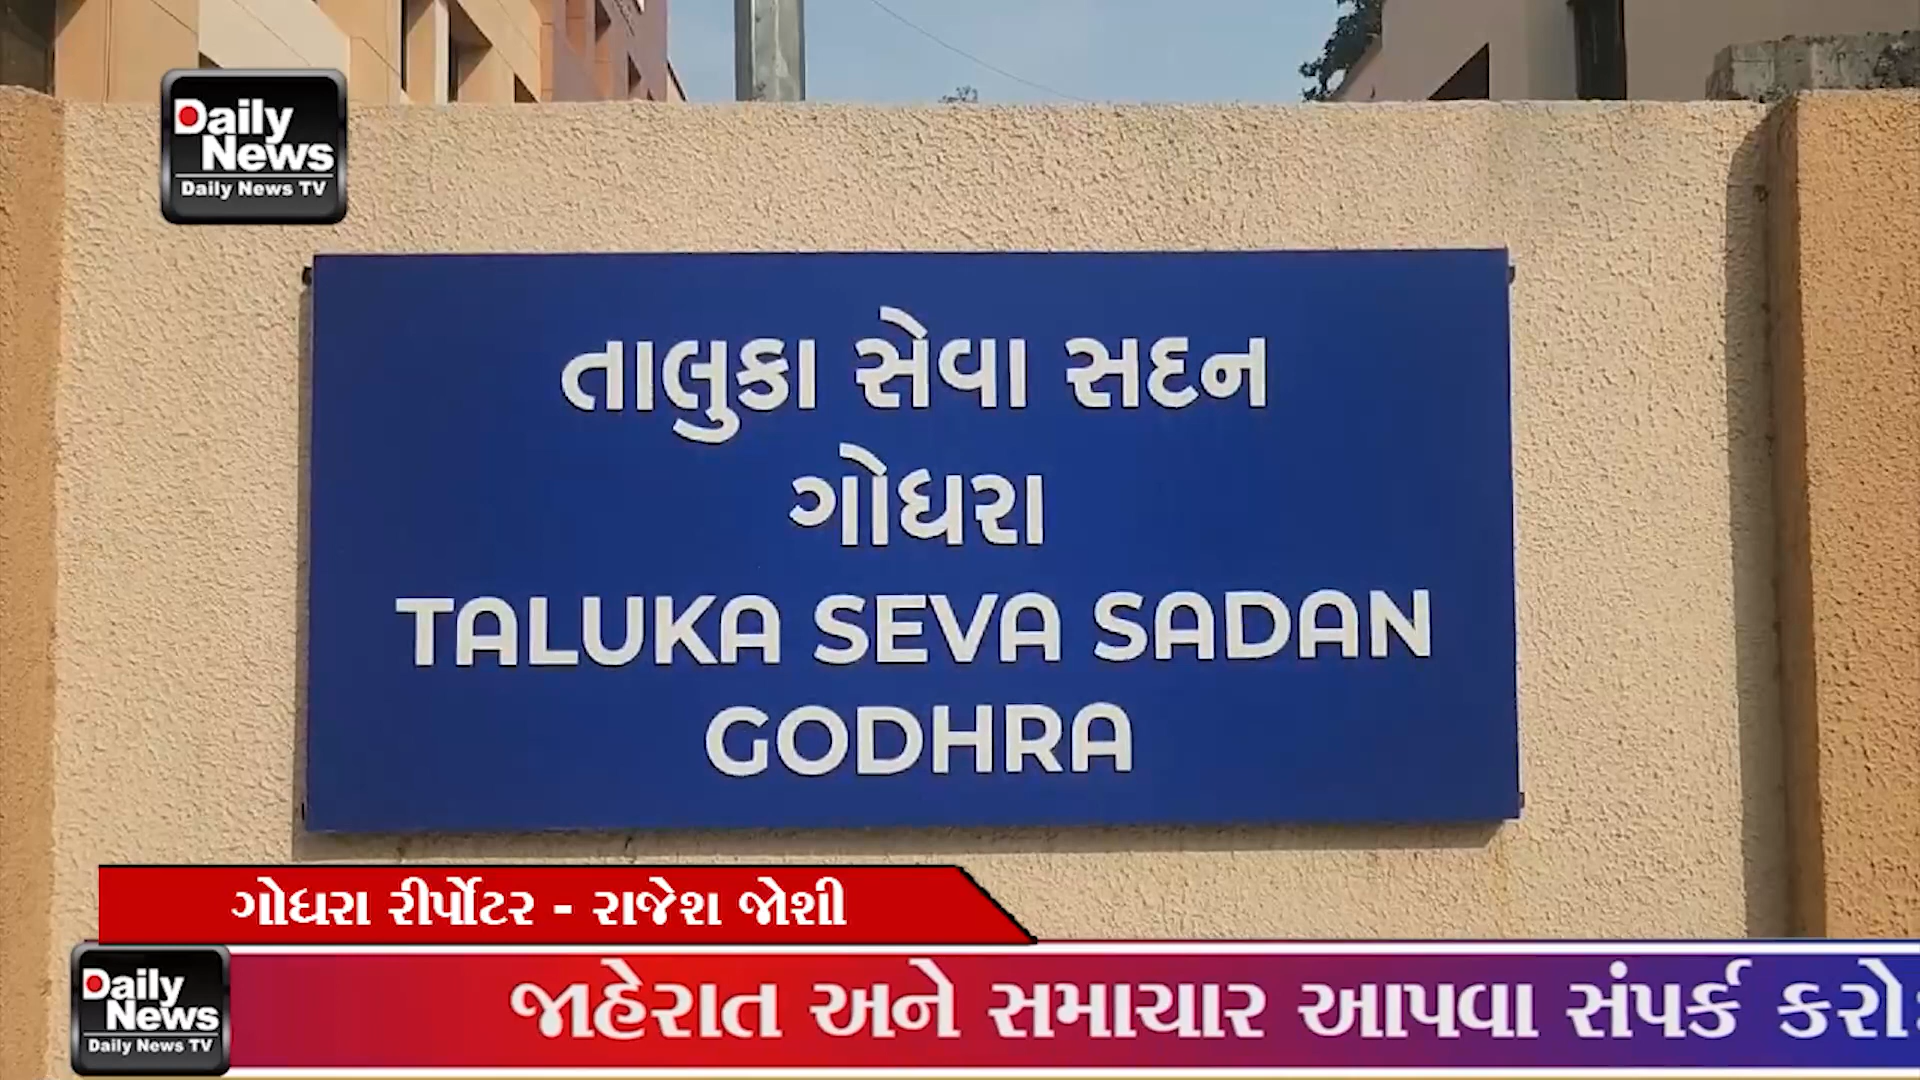 Daily
News
Daily News TV
તાલુકા સેવા સદન
ગોધરા
TALUKA SEVA SADAN
GODHRA
ગોધરા રીર્પોટર - રાજેશ જોશી
Daily
News
Daily News TV
જાહેરાત અને સમાચાર આપવા સંપર્ક કરો